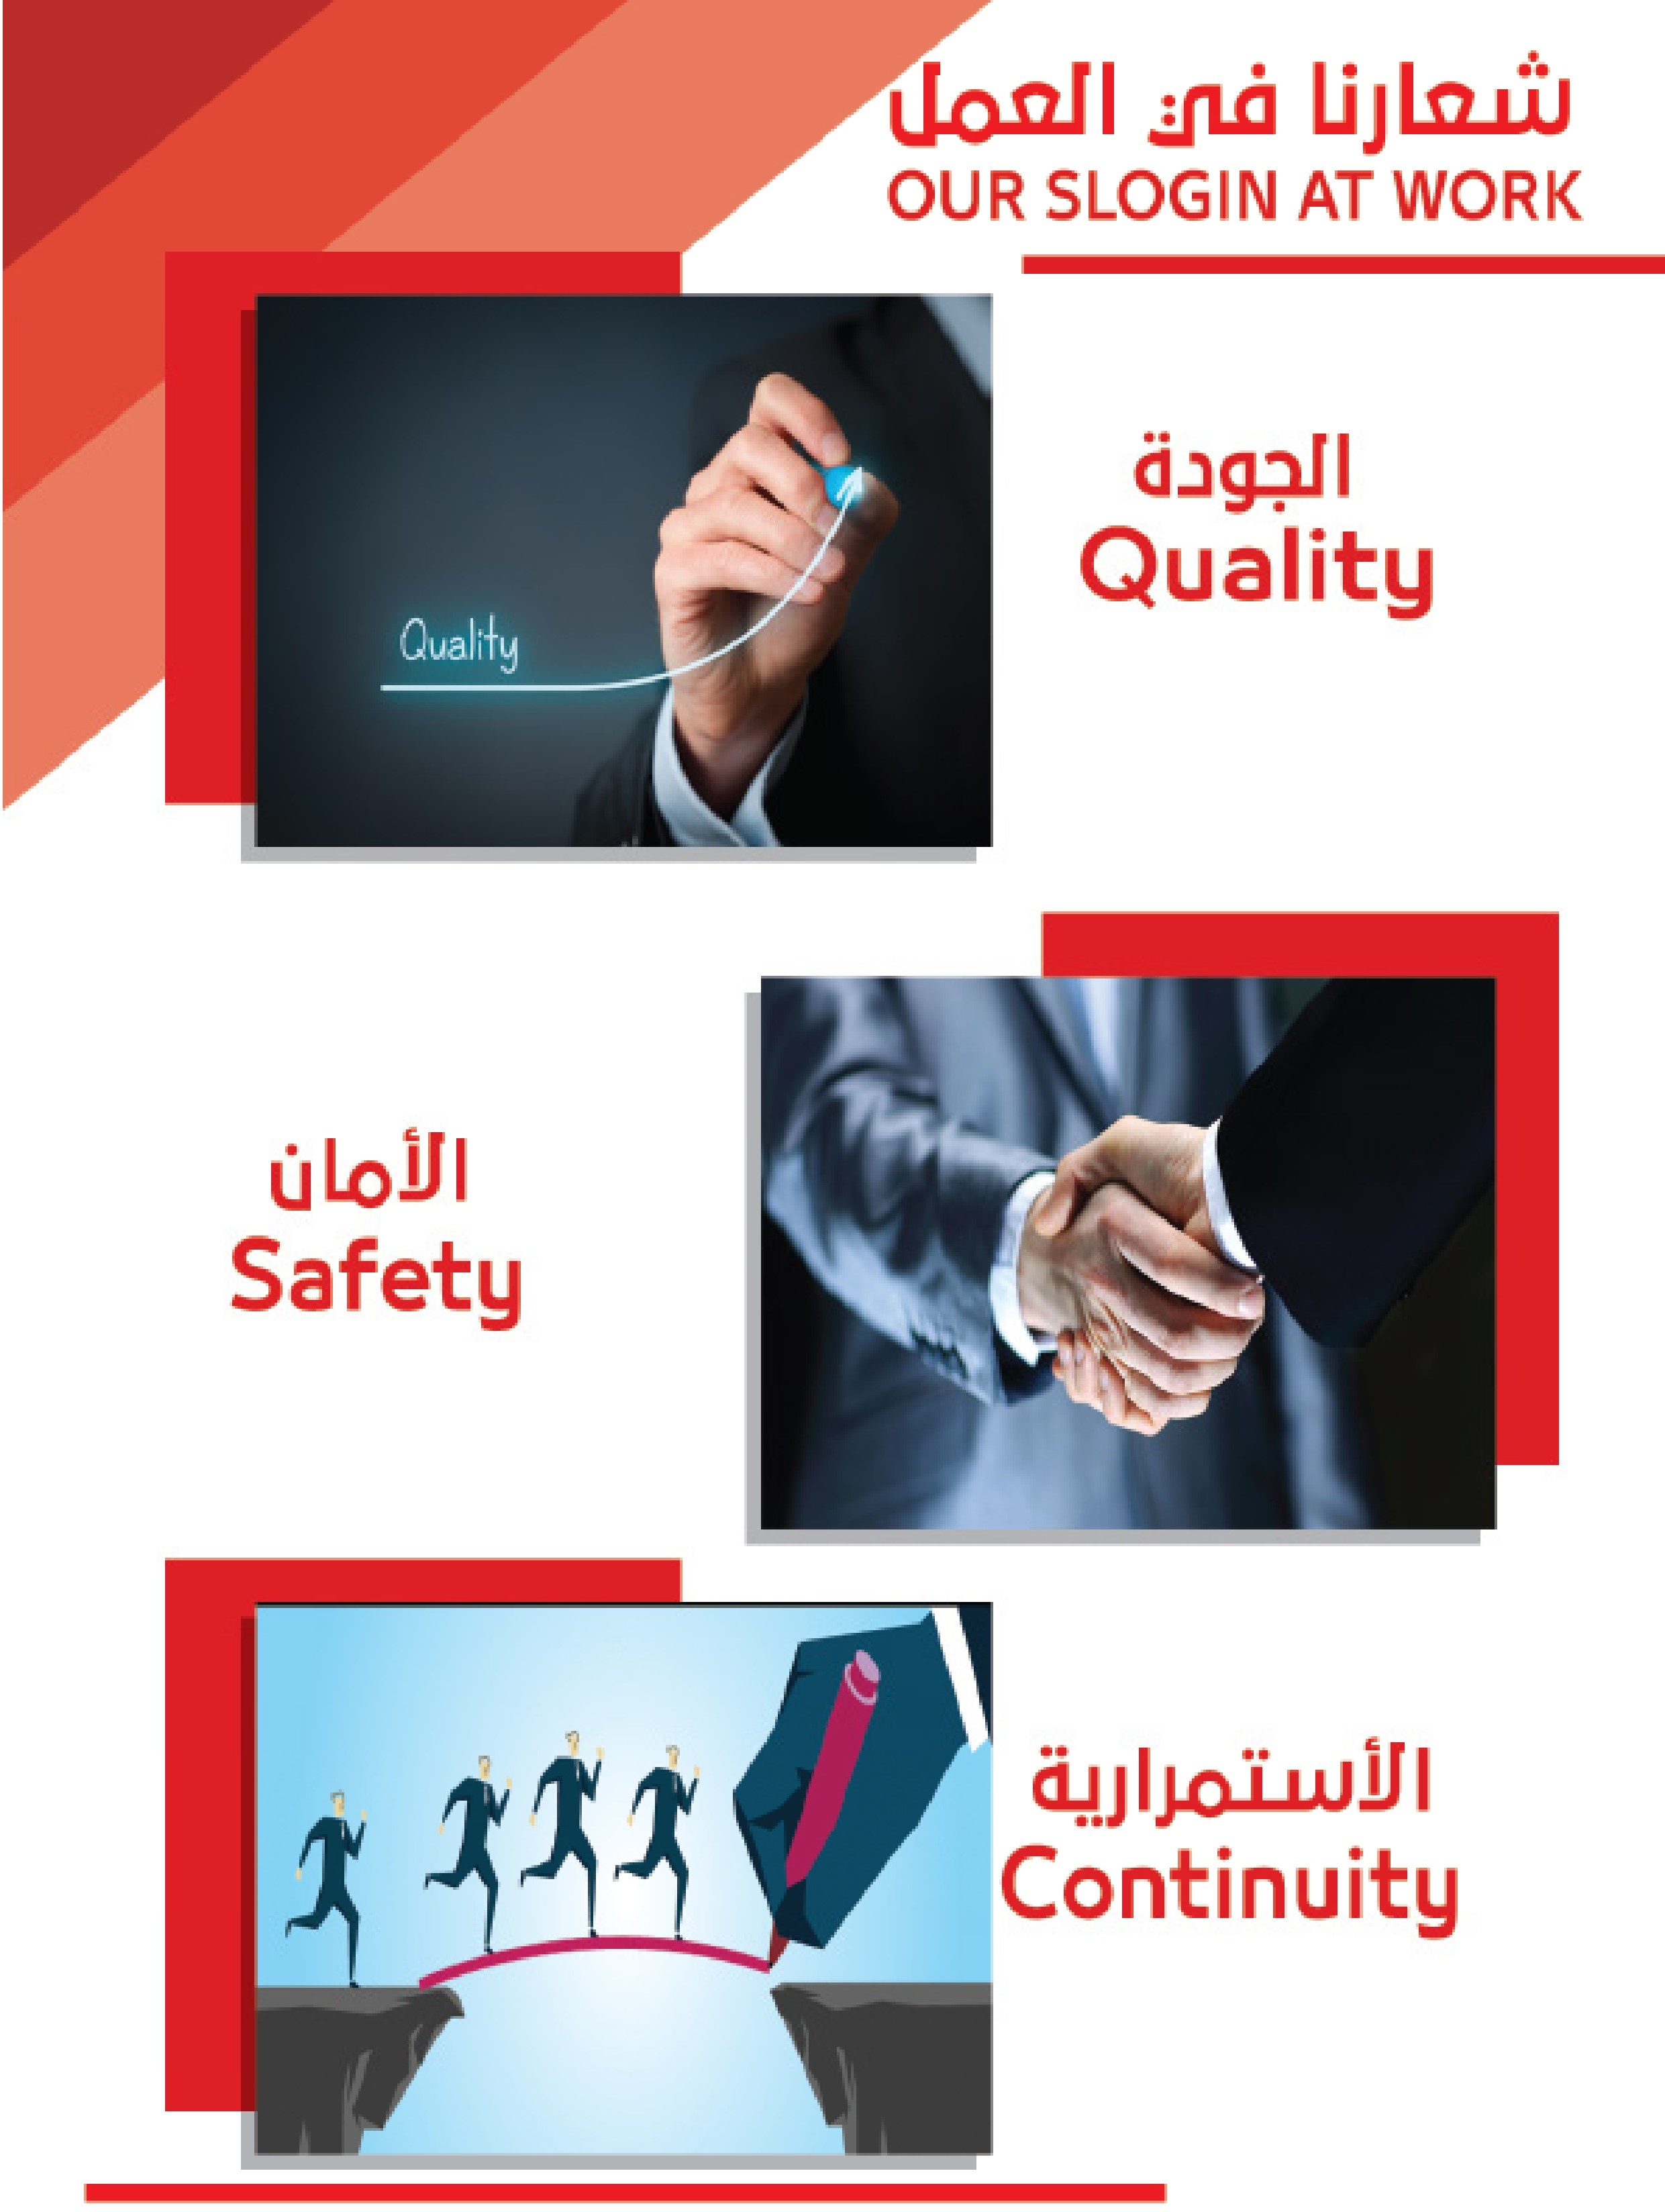 شعارنا في العمل
OUR SLOGIN AT WORK
الجودة
Quality
Quality
الأمان
Safety
الأستمرارية
Continuity